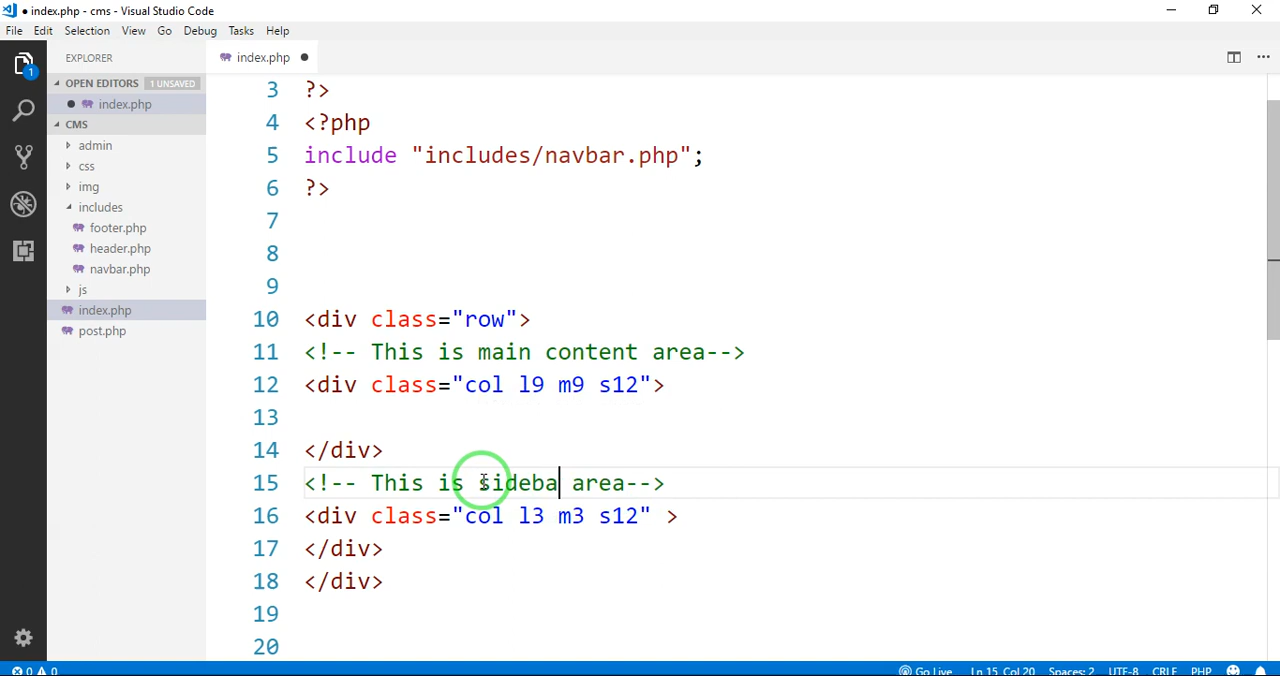 ● index.php - cms - Visual Studio Code
File Edit Selection View Go Debug Tasks Help
1
EXPLORER
OPEN EDITORS 1 UNSAVED
● index.php
CMS
admin
css
img
includes
footer.php
header.php
navbar.php
js
index.php
post.php
index.php ●
3 ?>
4 <?php
5 include "includes/navbar.php";
6 ?>
7
8
9
10 <div class="row">
11 <!-- This is main content area-->
12 <div class="col l9 m9 s12">
13
14 </div>
15 <!-- This is sideba area-->
16 <div class="col l3 m3 s12" >
17 </div>
18 </div>
19
20
0 0 Go Live Ln 15, Col 20 Spaces: 2 UTF-8 CRLF PHP